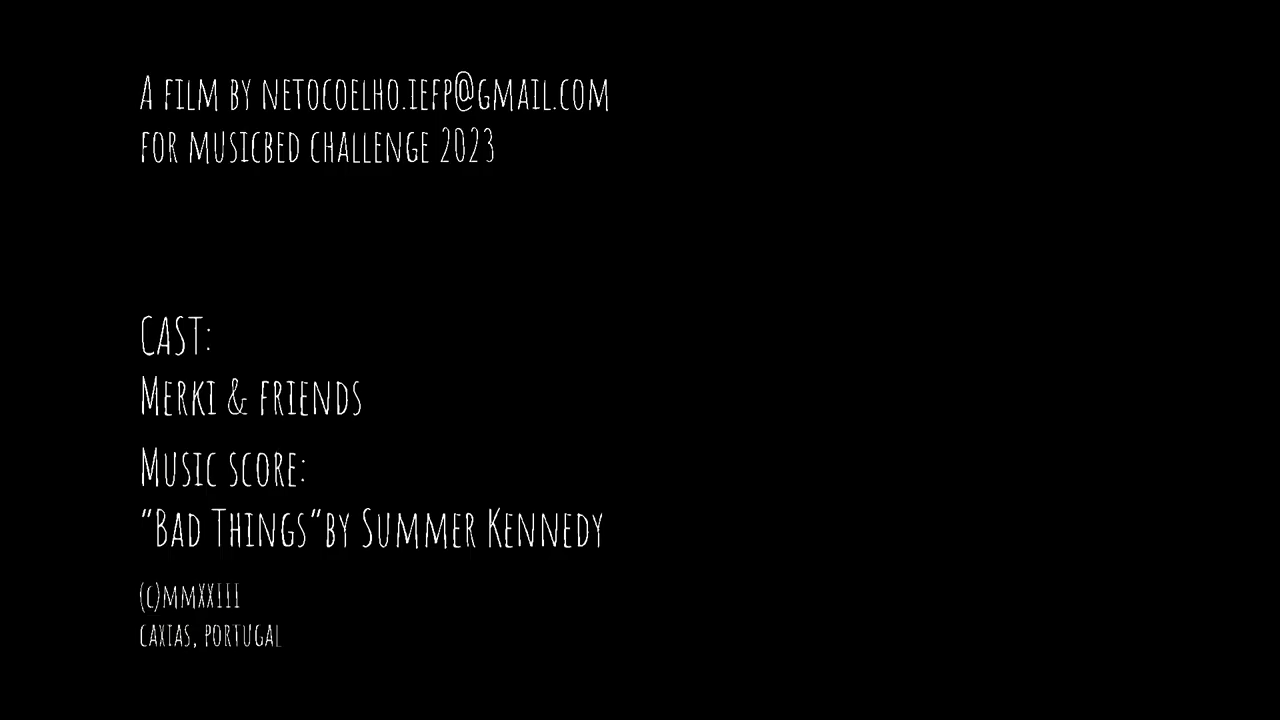 A FILM BY NETOCOELHO.IEFP@GMAIL.COM
FOR MUSICBED CHALLENGE 2023
CAST:
MERKI & FRIENDS
MUSIC SCORE:
“BAD THINGS“BY SUMMER KENNEDY
(C)MMXXIII
CAXIAS, PORTUGAL